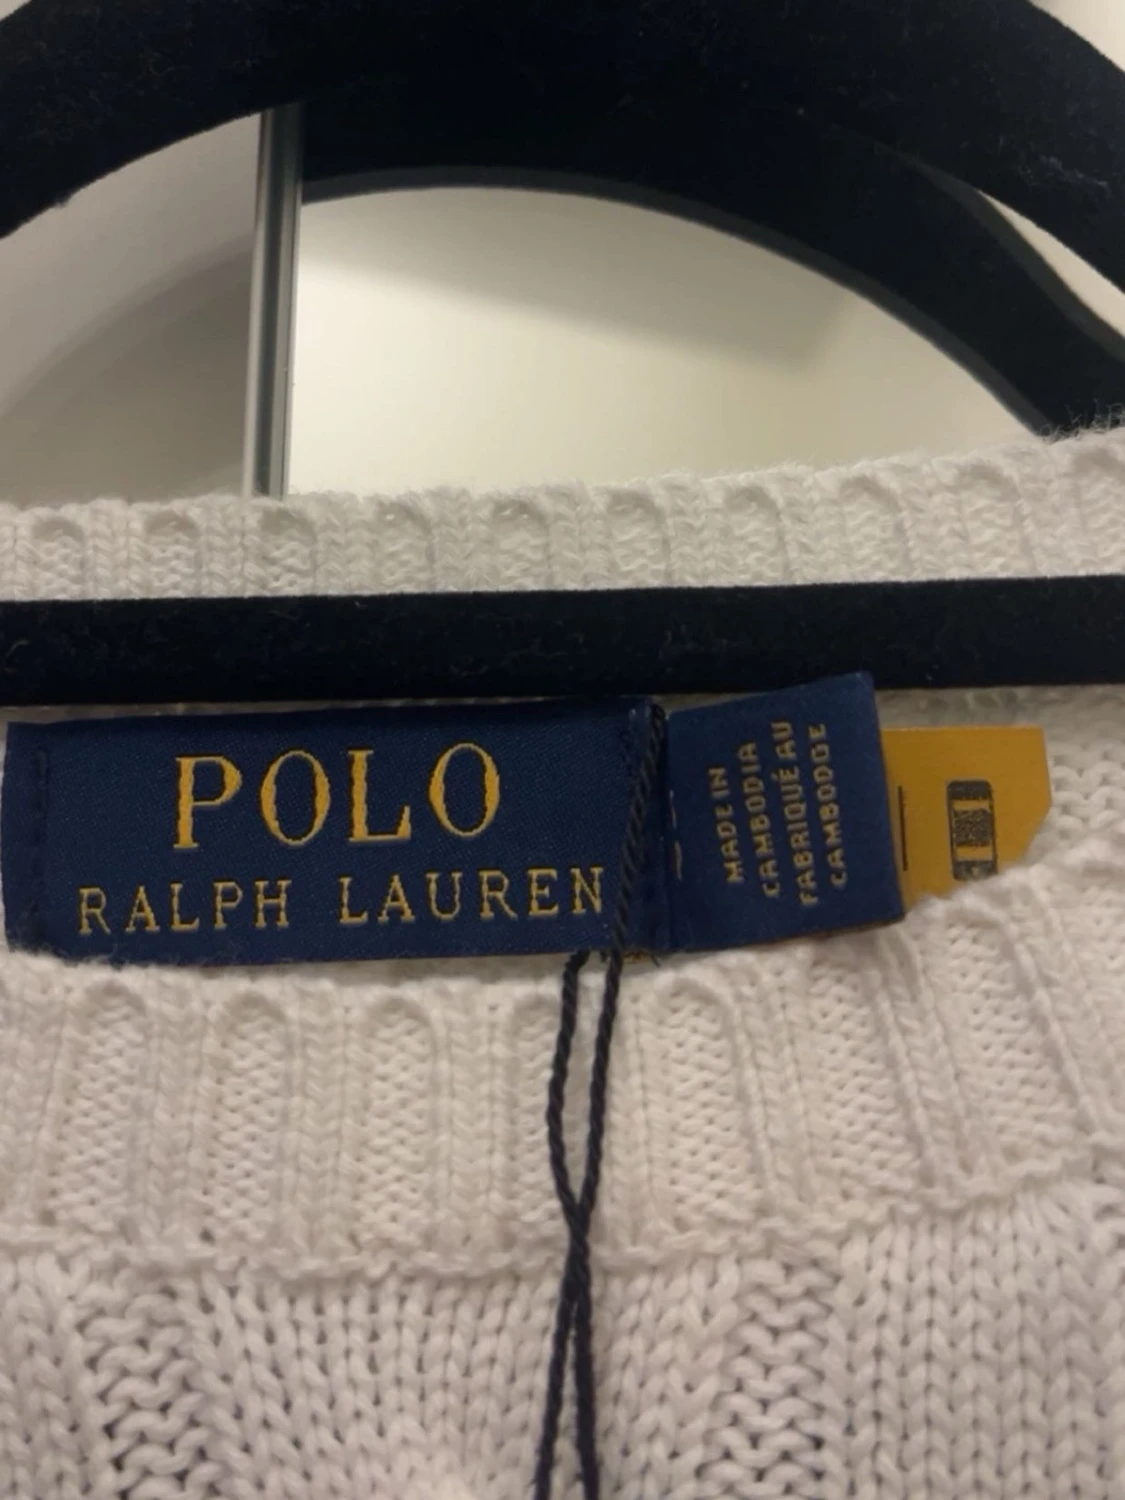 POLO
RALPH LAUREN
MADE IN
CAMBODIA
FABRIQUÉ AU
CAMBODGE